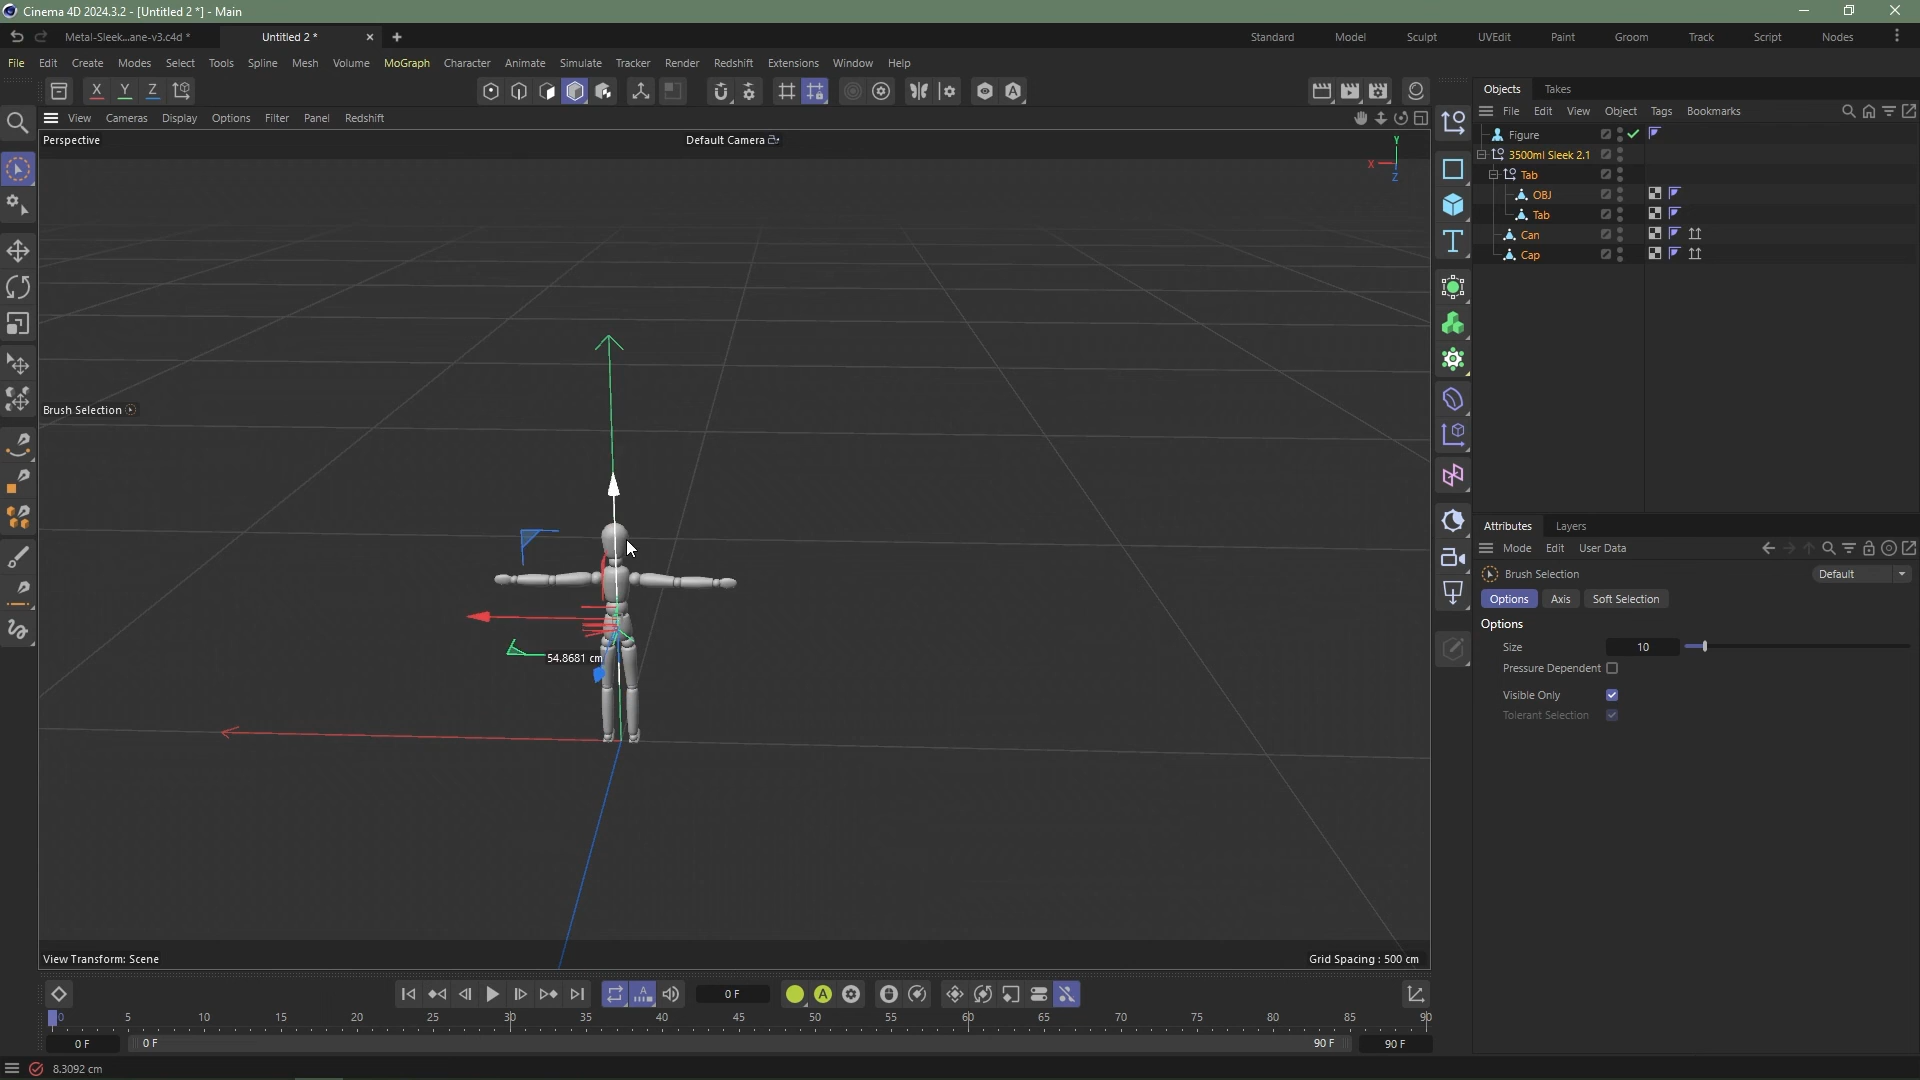 Cinema 4D 2024.3.2 - [Untitled 2 *] - Main
Metal-Sleek...ane-v3.c4d *
Untitled 2 *
Standard Model Sculpt UVEdit Paint Groom Track Script Nodes
File Edit Create Modes Select Tools Spline Mesh Volume MoGraph Character Animate Simulate Tracker Render Redshift Extensions Window Help
X Y Z
Objects Takes
View Cameras Display Options Filter Panel Redshift
File Edit View Object Tags Bookmarks
Perspective
Default Camera
Y
X
Z
Figure
3500ml Sleek 2.1
Tab
OBJ
Tab
Can
Cap
Brush Selection
54.8681 cm
Attributes Layers
Mode Edit User Data
Brush Selection
Default
Options Axis Soft Selection
Options
Size 10
Pressure Dependent
Visible Only
Tolerant Selection
View Transform: Scene
Grid Spacing : 500 cm
0 F
0 5 10 15 20 25 30 35 40 45 50 55 60 65 70 75 80 85 90
0 F 0 F 90 F 90 F
8.3092 cm